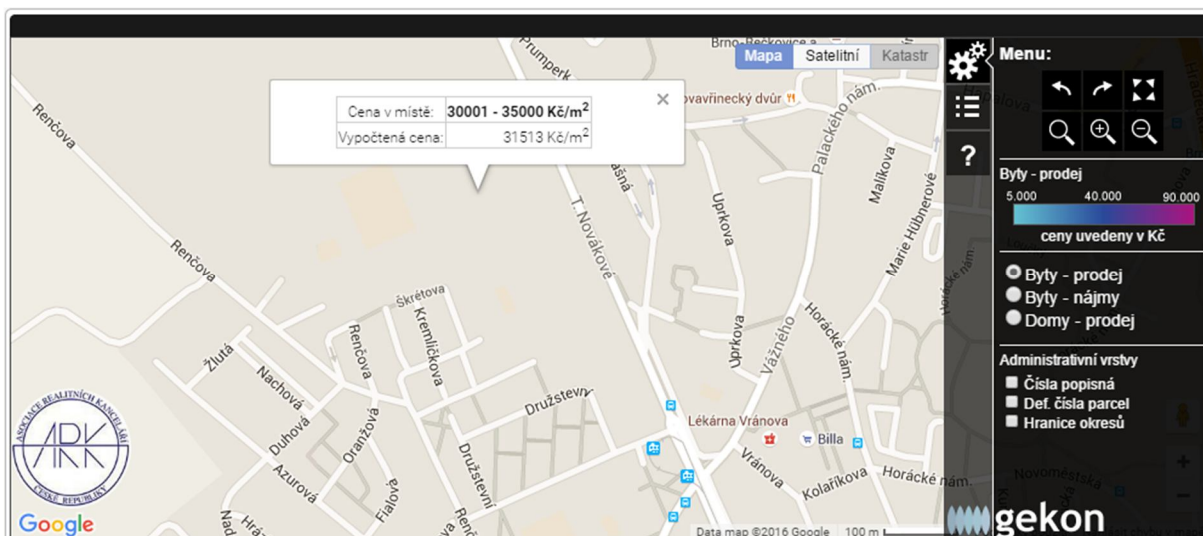 Mapa
Satelitní
Katastr
Brno-Řečkovice a
Prumperk
ovavřinecký dvůr
Palackého nám.
Malíkova
Marie Hübnerové
Renčova
Cena v místě: 30001 - 35000 Kč/m²
Vypočtená cena: 31513 Kč/m²
T. Novákové
Uprkova
Renčova
Škrétova
Kremličkova
Renčova
Žlutá
Nachová
Duhová
Oranžová
Azurová
Fialová
Družstevní
Družstevní
Uprkova
Vážného
Horácké nám.
Horácké nám.
Lékárna Vránova
Billa
Vránova
Kolaříkova
Horácké nám.
Novoměstská
ASOCIACE REALITNÍCH KANCELÁŘÍ
ARK
ČESKÉ REPUBLIKY
Google
Data map ©2016 Google
100 m
Menu:
?
Byty - prodej
5.000 40.000 90.000
ceny uvedeny v Kč
Byty - prodej
Byty - nájmy
Domy - prodej
Administrativní vrstvy
Čísla popisná
Def. čísla parcel
Hranice okresů
gekon